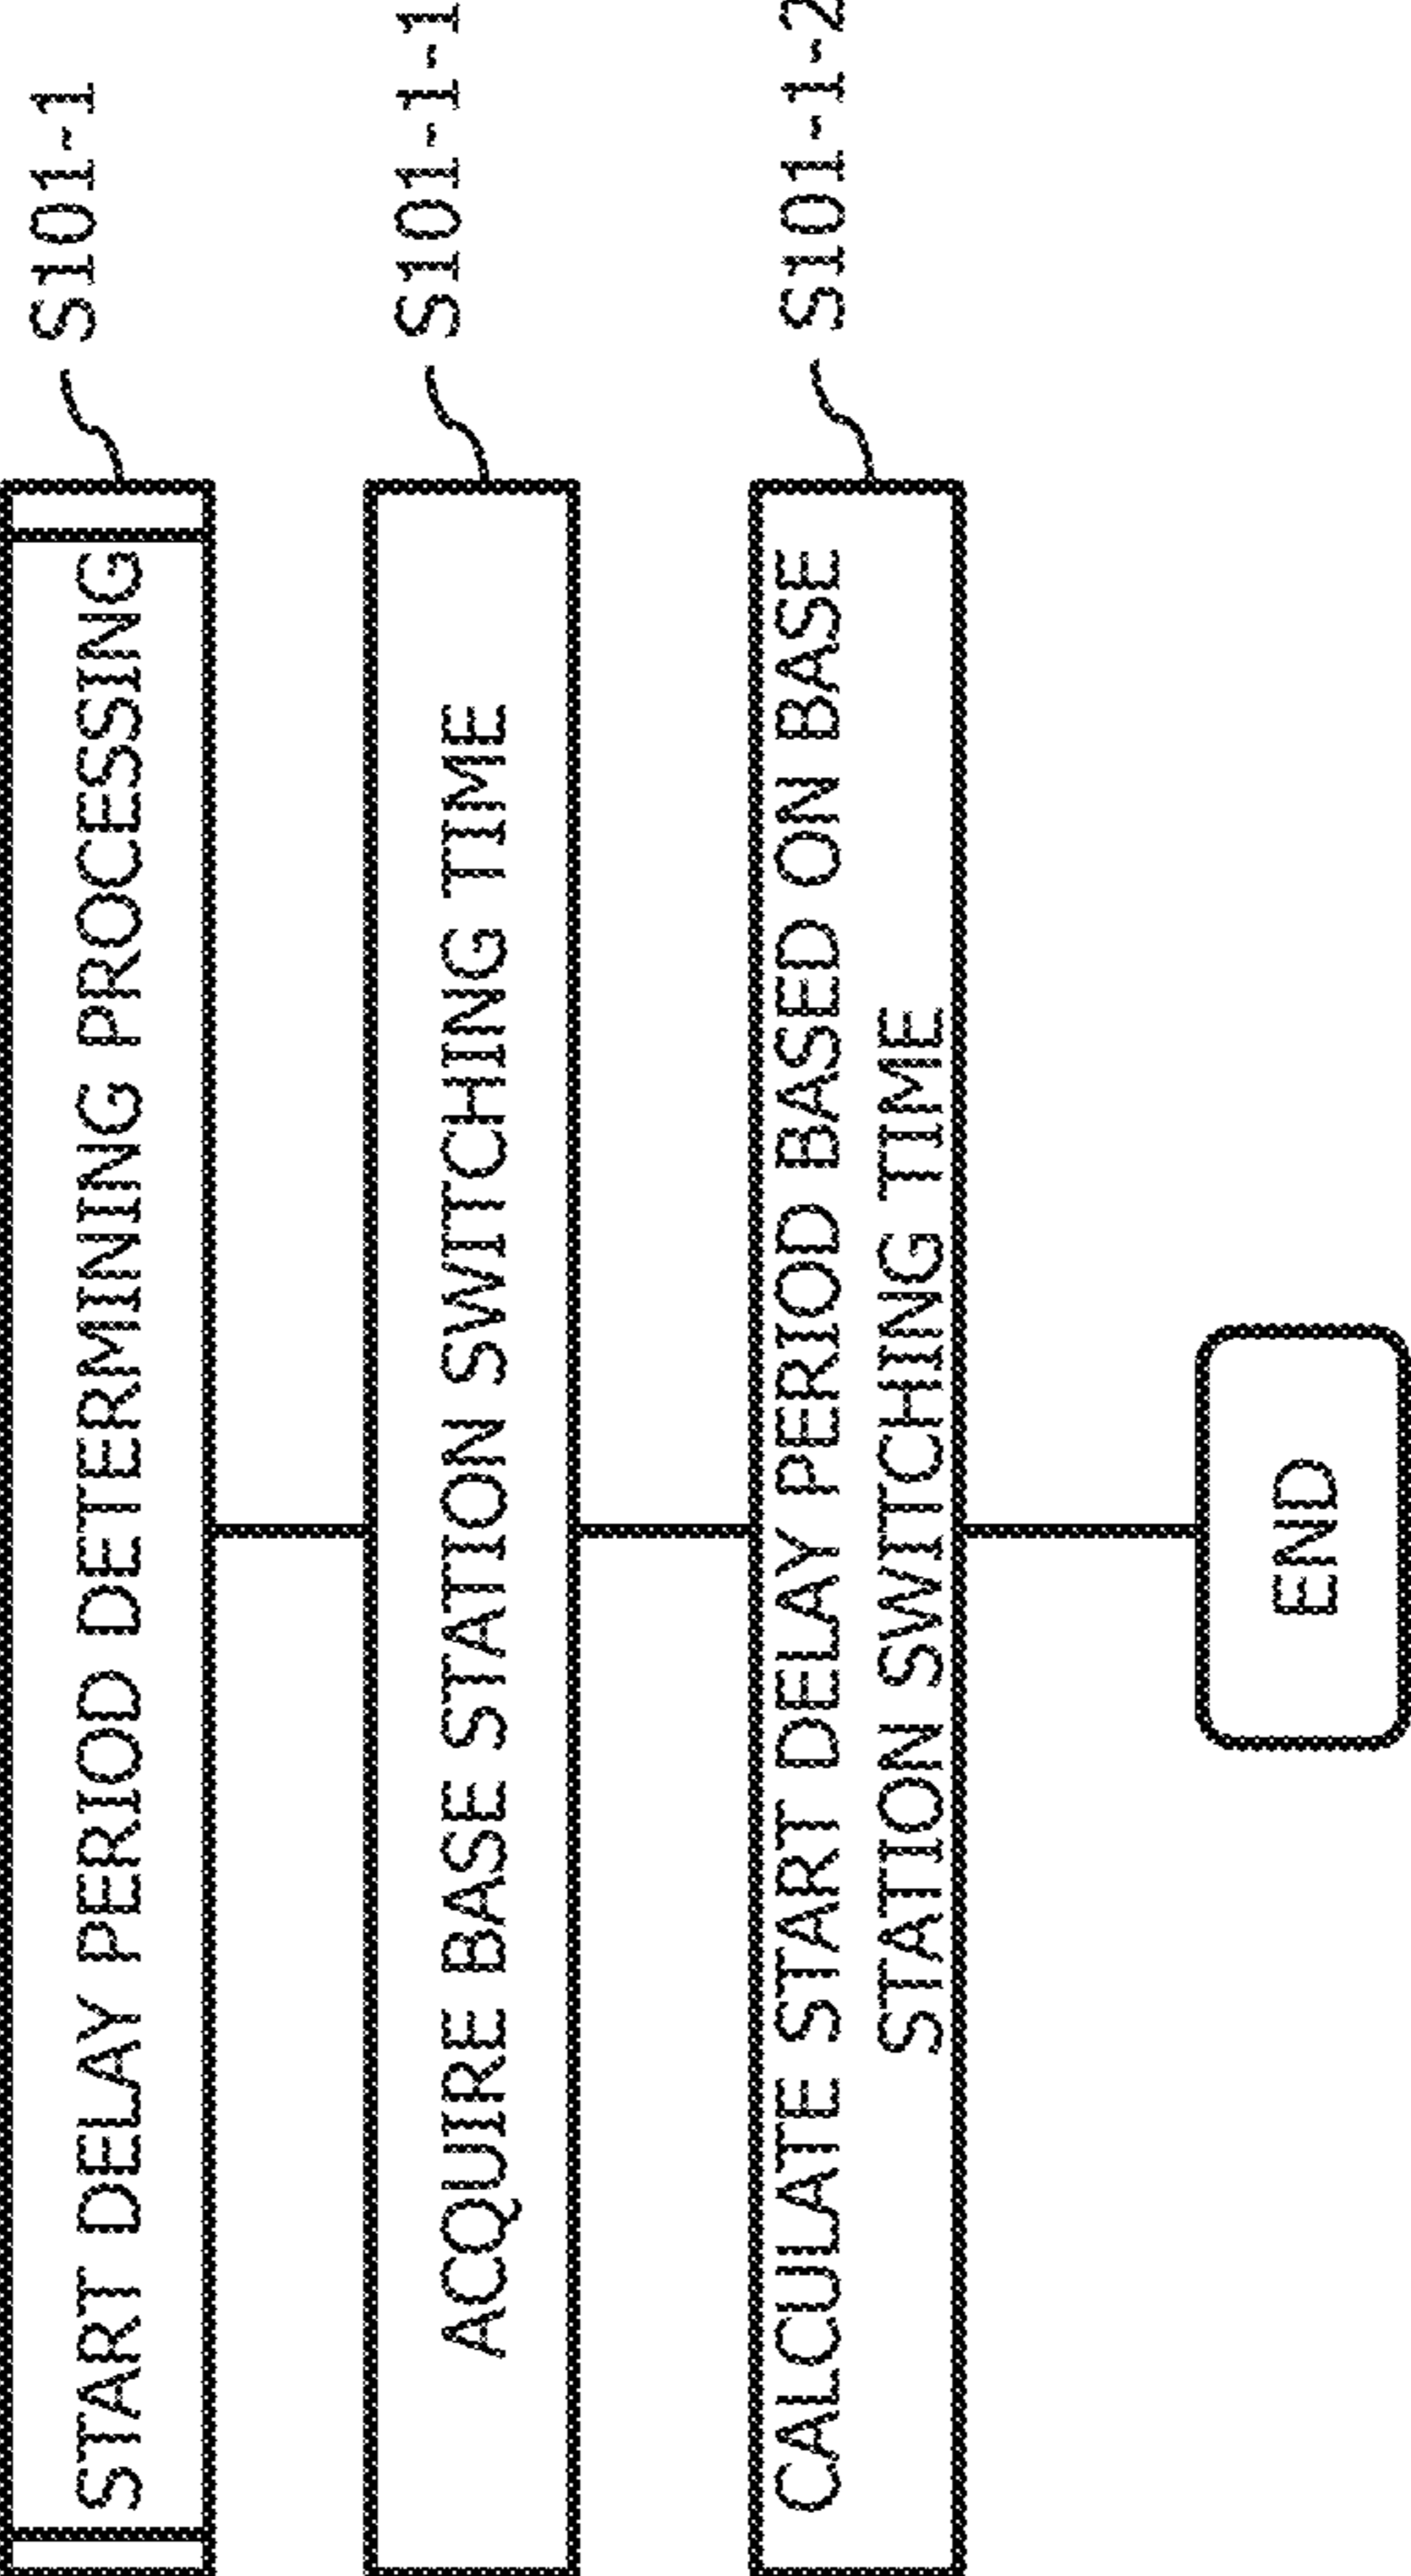 START DELAY PERIOD DETERMINING PROCESSING
S101-1
ACQUIRE BASE STATION SWITCHING TIME
S101-1-1
CALCULATE START DELAY PERIOD BASED ON BASE
STATION SWITCHING TIME
S101-1-2
END